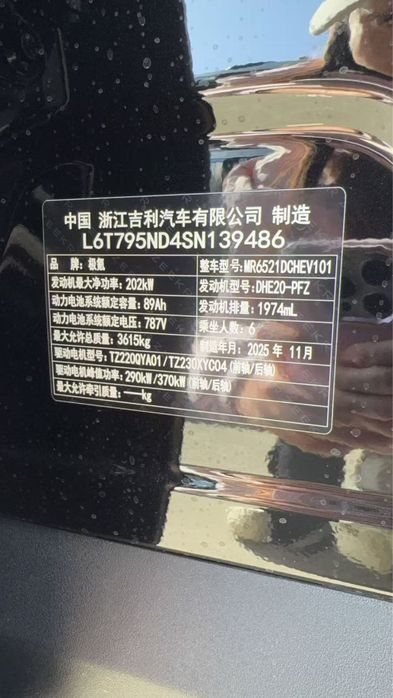 中国 浙江吉利汽车有限公司 制造
L6T795ND4SN139486
品 牌:极氪 整车型号:MR6521DCHEV101
发动机最大净功率:202kW 发动机型号:DHE20-PFZ
动力电池系统额定容量:89Ah 发动机排量:1974mL
动力电池系统额定电压:787V 乘坐人数:6
最大允许总质量:3615kg 制造年月:2025 年 11月
驱动电机型号:TZ220QYA01/TZ230XYC04(前轴/后轴)
驱动电机峰值功率:290kW/370kW(前轴/后轴)
最大允许牵引质量:——kg